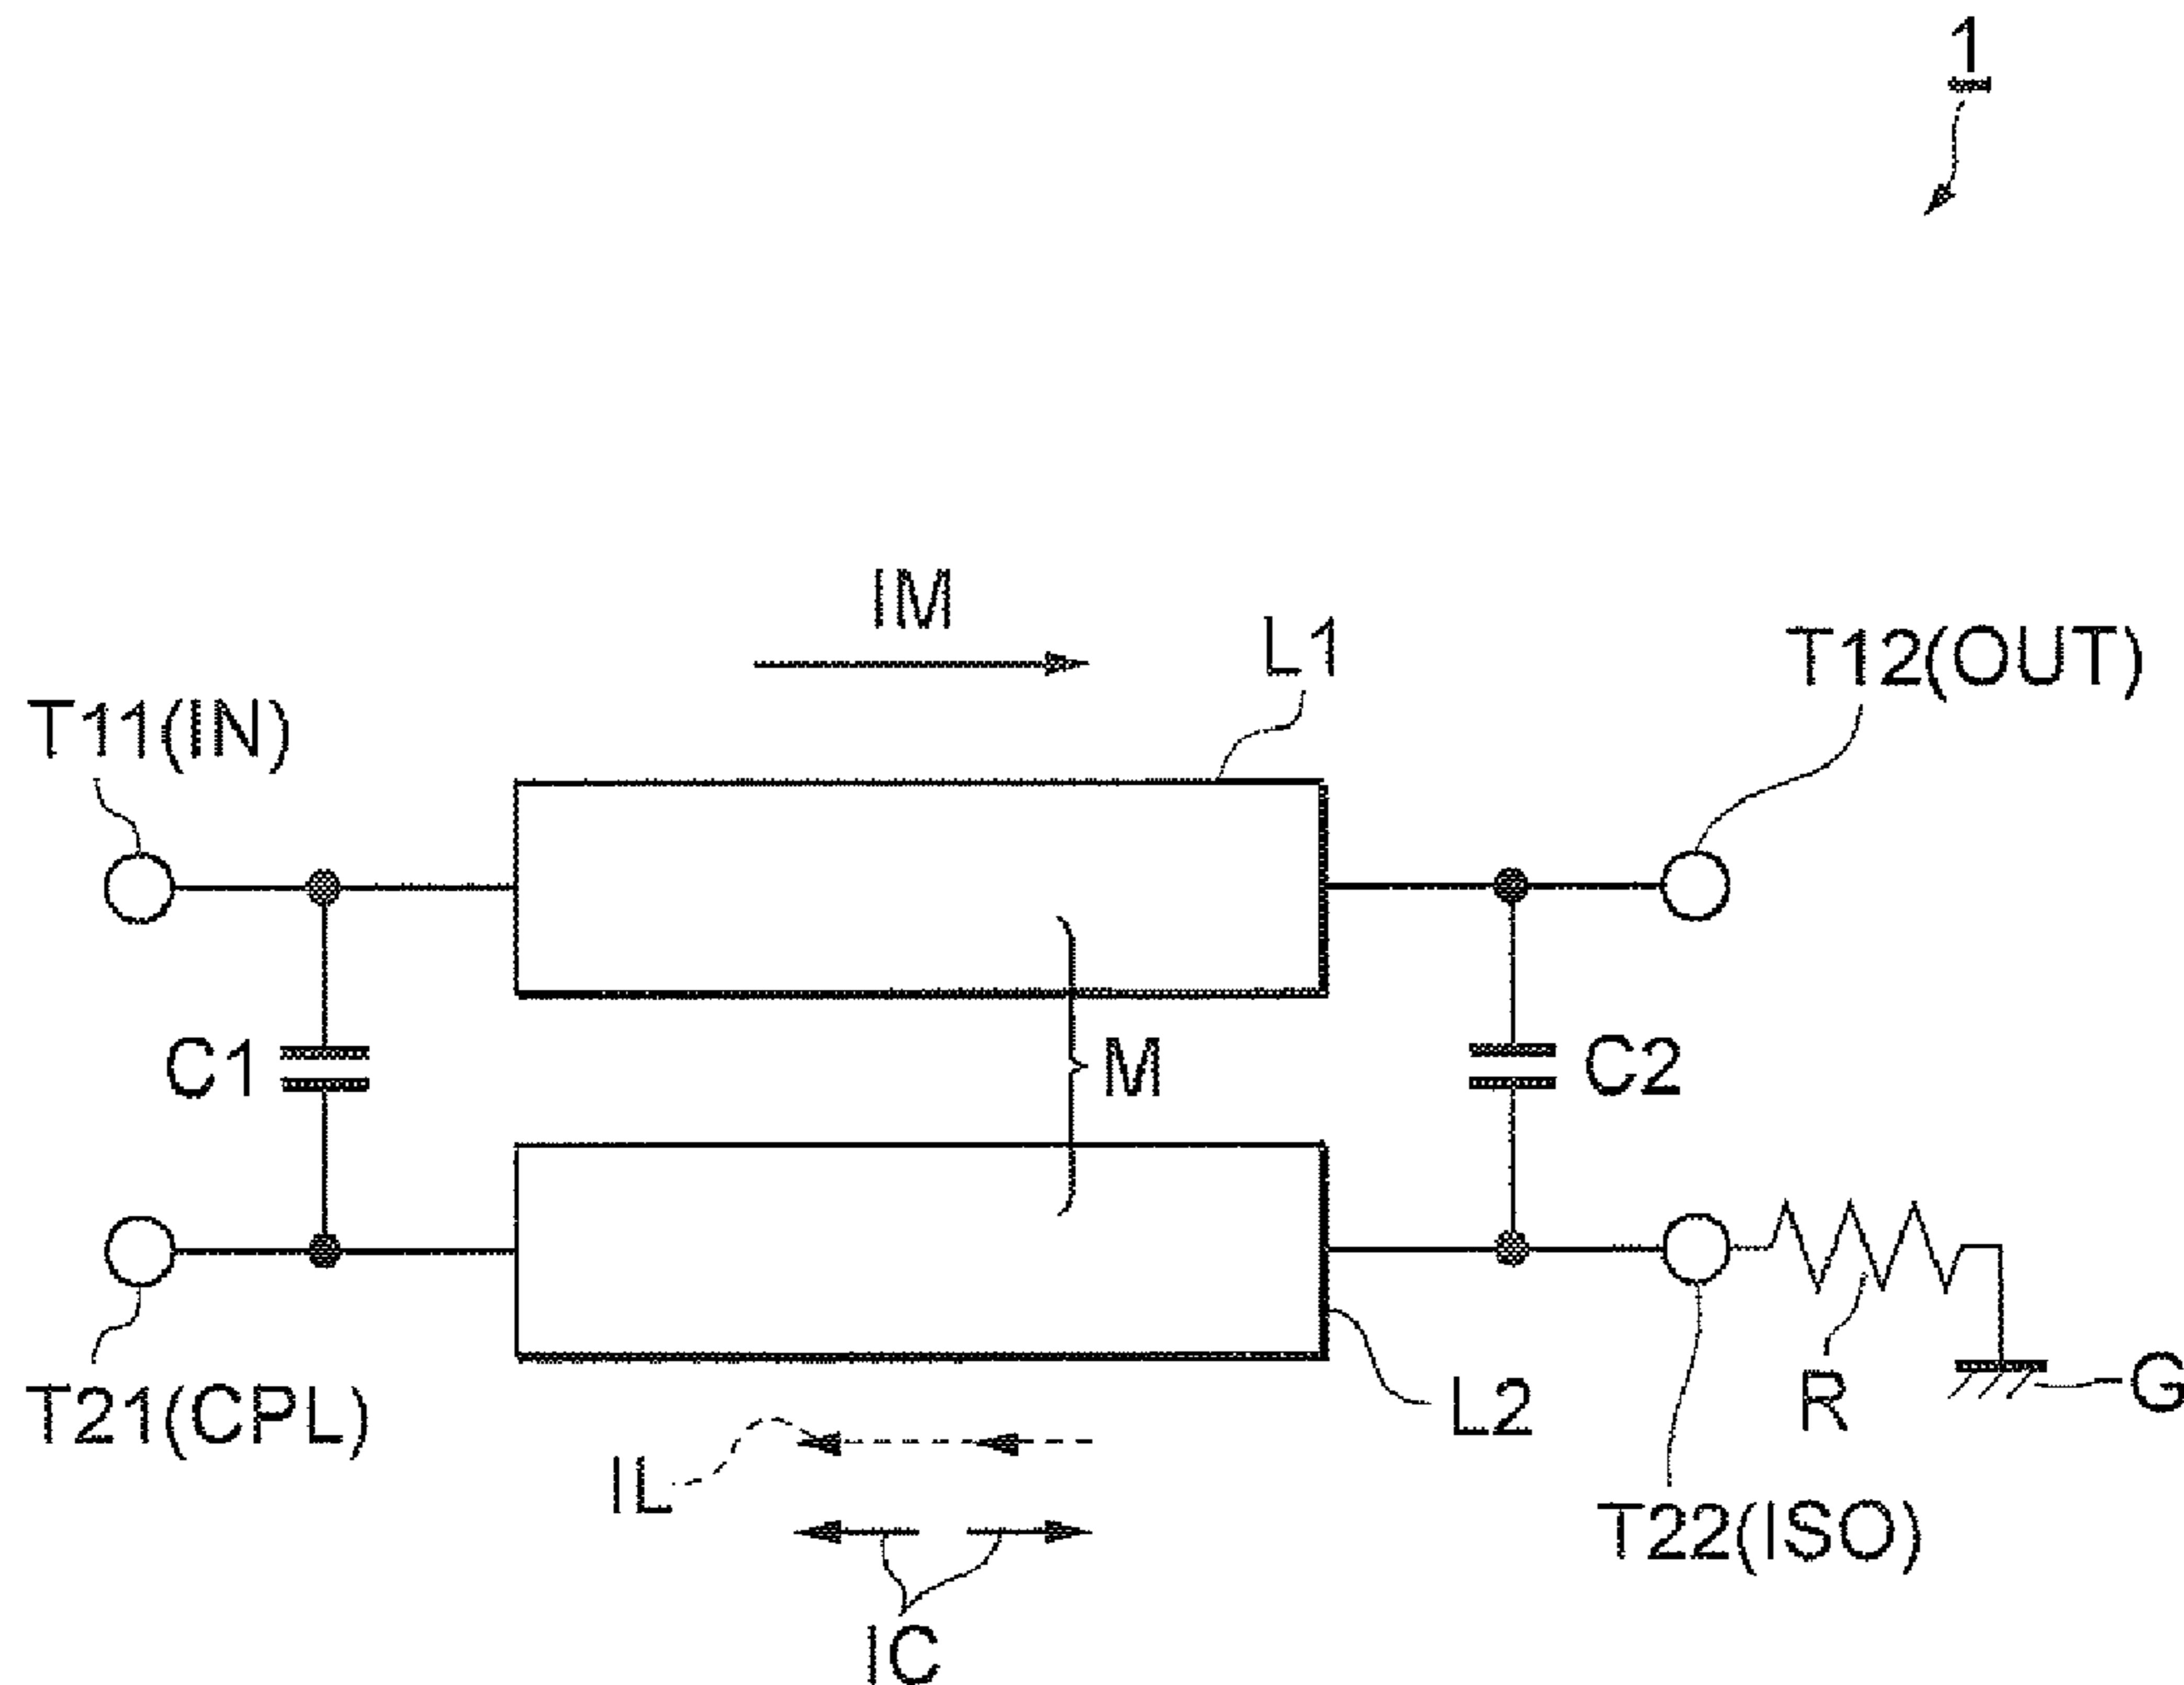 1
IM
L1
T12(OUT)
T11(IN)
C1
M
C2
T21(CPL)
L2
R
G
IL
T22(ISO)
IC